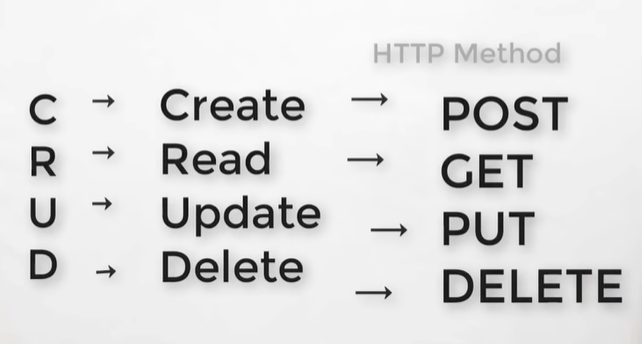 HTTP Method
C → Create → POST
R → Read → GET
U → Update → PUT
D → Delete → DELETE